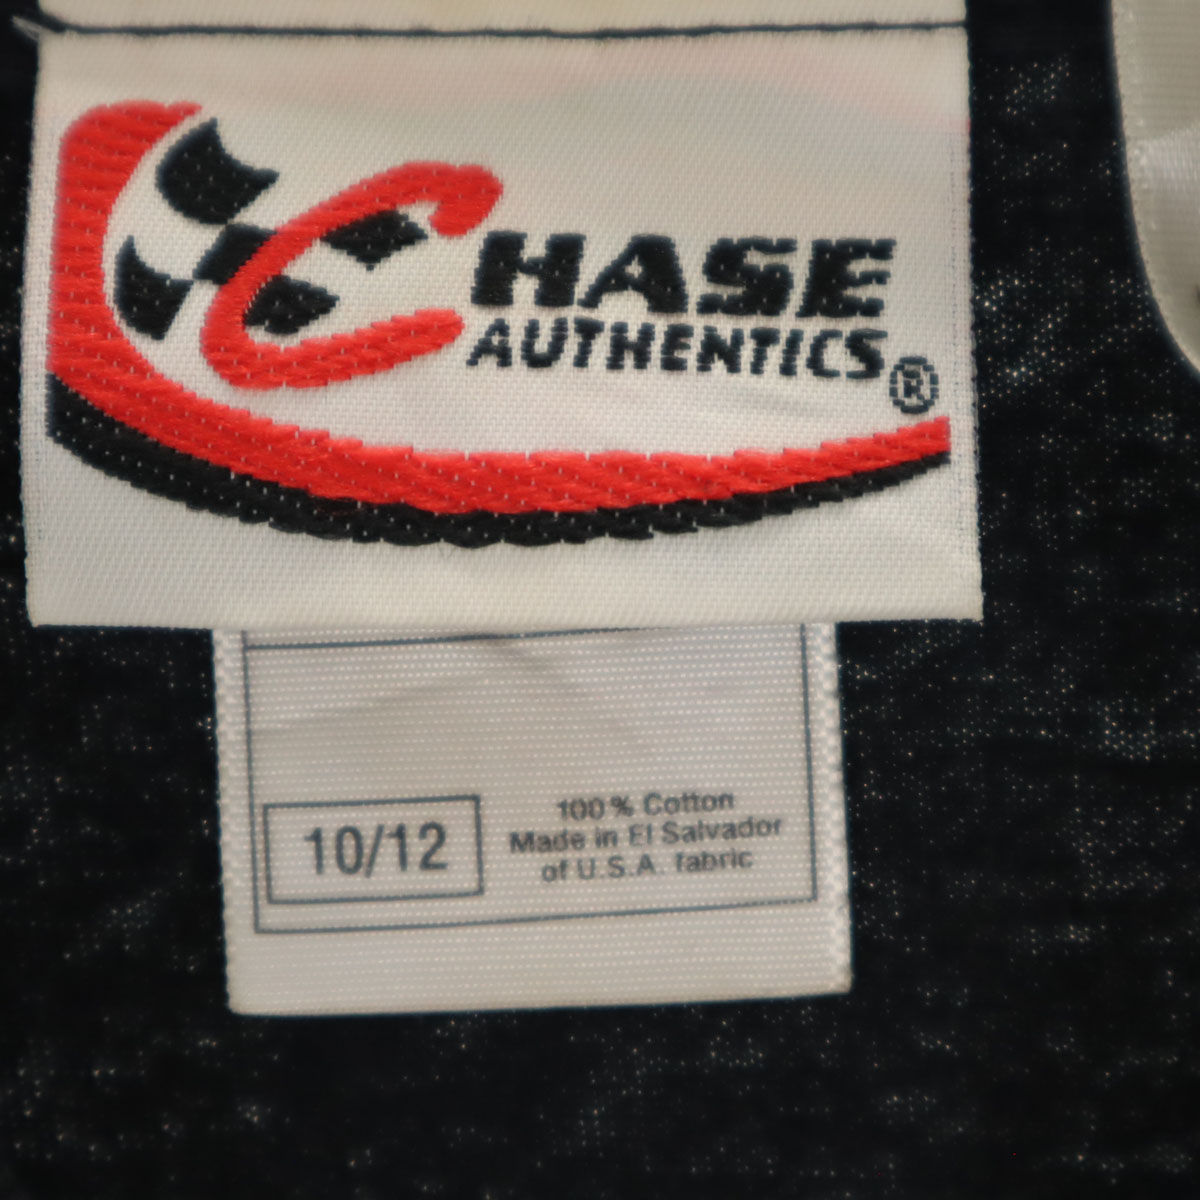 CHASE
AUTHENTICS®
10/12
100% Cotton
Made in El Salvador
of U.S.A. fabric